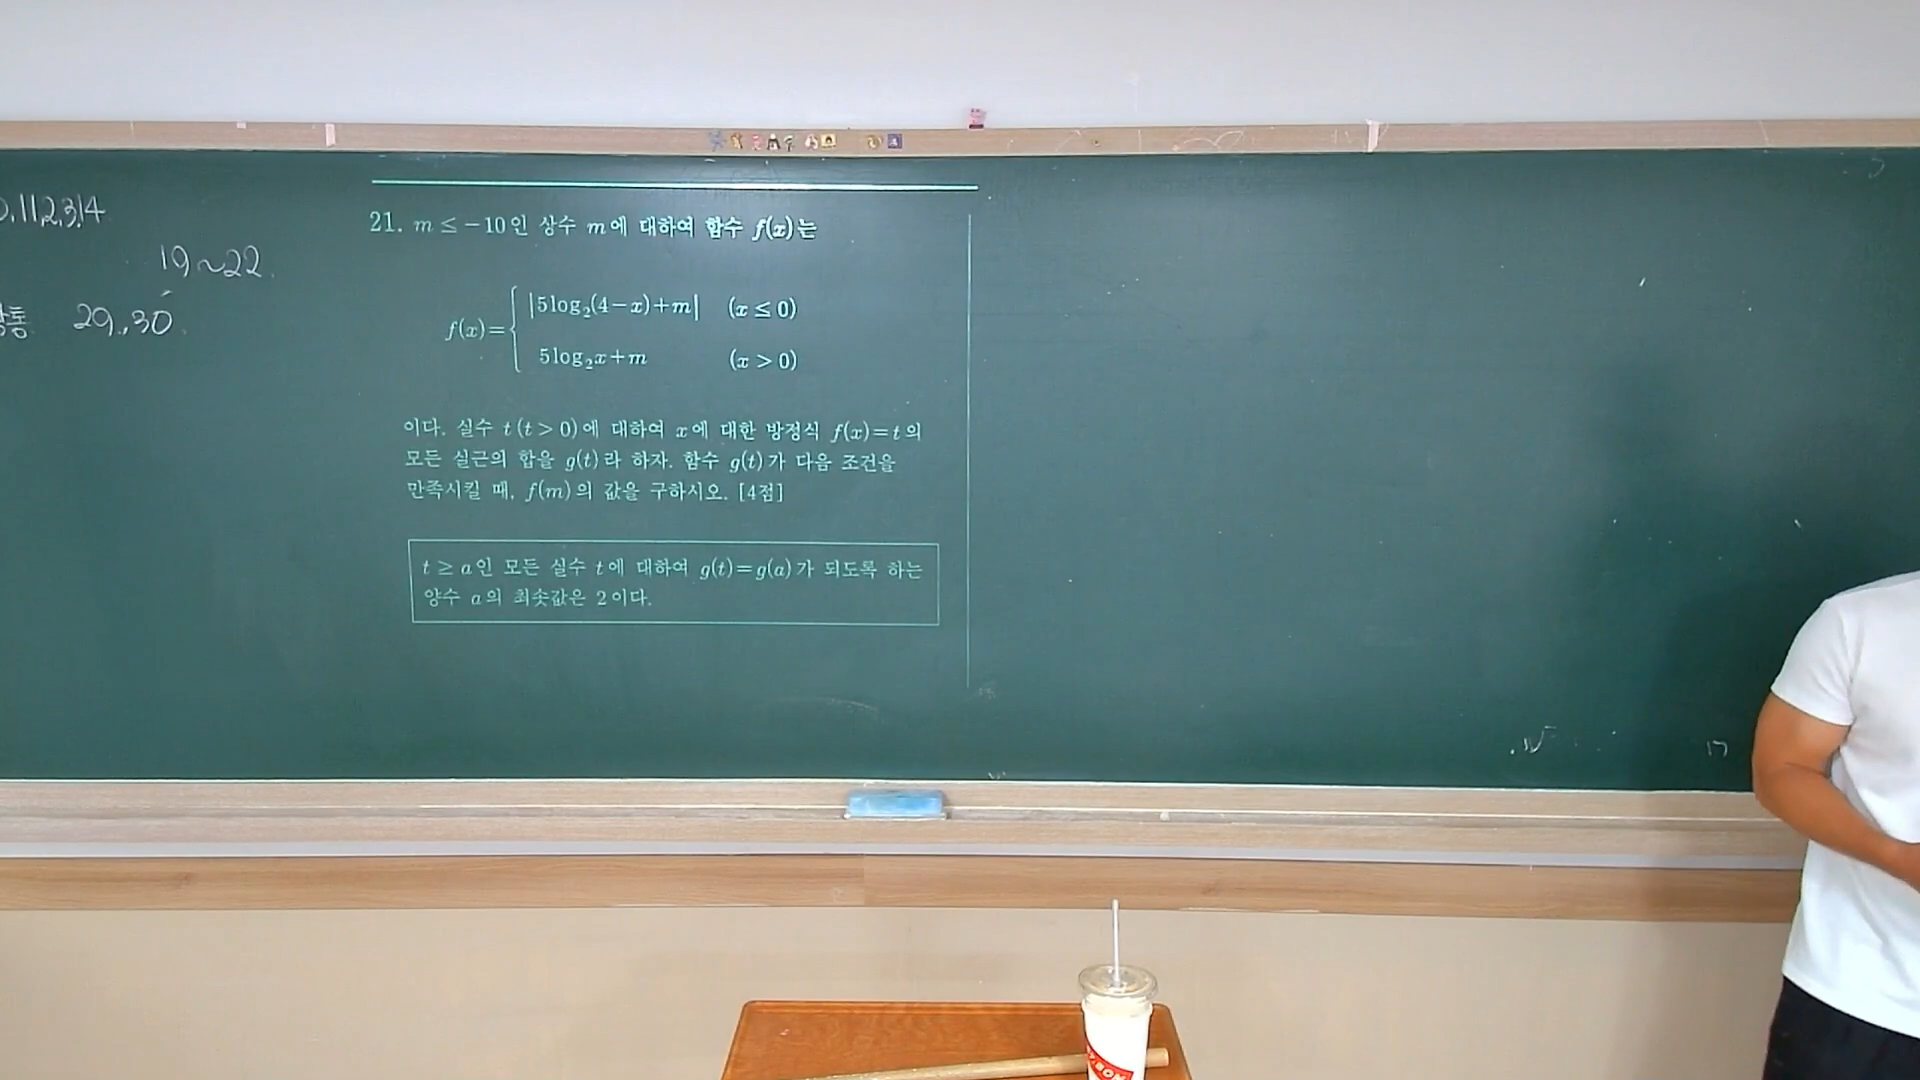 11,2,3,14
19~22.
통 29, 30.
21. m ≤ -10인 상수 m에 대하여 함수 f(x)는
f(x)= { |5log₂(4-x)+m| (x ≤ 0)
5log₂x+m (x > 0)
이다. 실수 t(t>0)에 대하여 x에 대한 방정식 f(x)=t의
모든 실근의 합을 g(t)라 하자. 함수 g(t)가 다음 조건을
만족시킬 때, f(m)의 값을 구하시오. [4점]
t ≥ a인 모든 실수 t에 대하여 g(t)=g(a)가 되도록 하는
양수 a의 최솟값은 2이다.
17